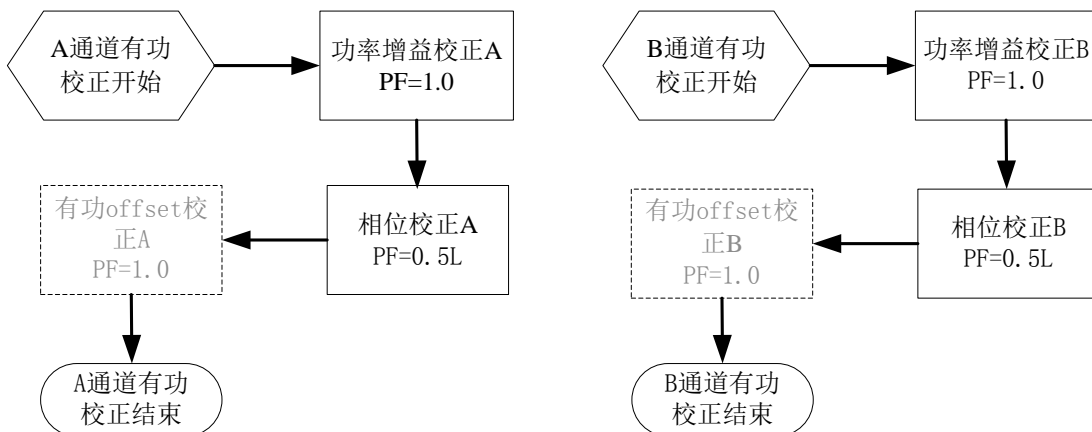 A通道有功
校正开始
功率增益校正A
PF=1.0
相位校正A
PF=0.5L
有功offset校
正A
PF=1.0
A通道有功
校正结束
B通道有功
校正开始
功率增益校正B
PF=1.0
相位校正B
PF=0.5L
有功offset校
正B
PF=1.0
B通道有功
校正结束